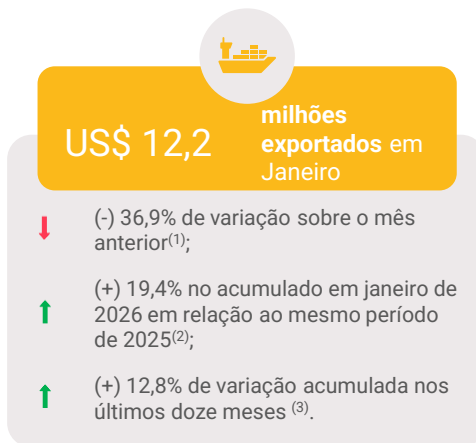 US$ 12,2
milhões
exportados em
Janeiro
(-) 36,9% de variação sobre o mês
anterior(1);
(+) 19,4% no acumulado em janeiro de
2026 em relação ao mesmo período
de 2025(2);
(+) 12,8% de variação acumulada nos
últimos doze meses (3).